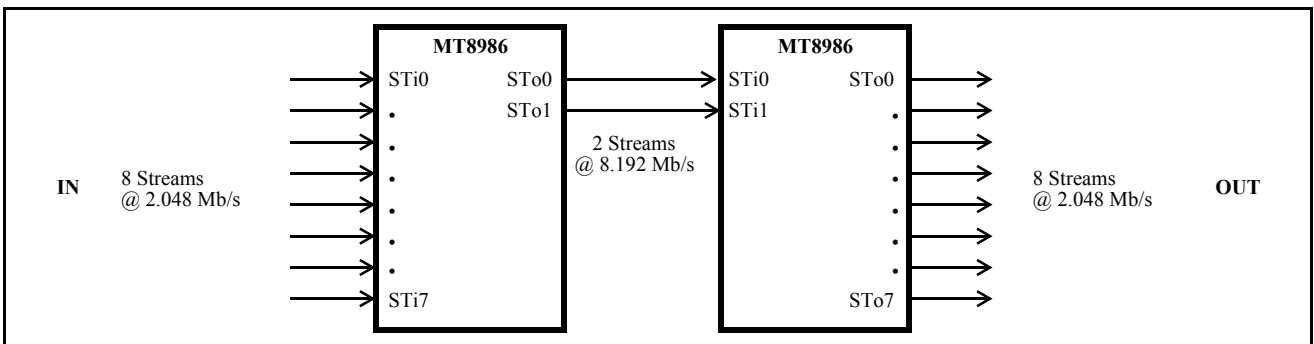 MT8986
MT8986
STi0 STo0
STi0 STo0
STo1
STi1
2 Streams
@ 8.192 Mb/s
IN
8 Streams
@ 2.048 Mb/s
8 Streams
@ 2.048 Mb/s
OUT
STi7
STo7